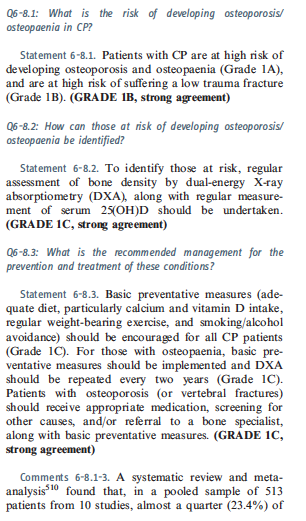 Q6-8.1: What is the risk of developing osteoporosis/
osteopaenia in CP?
Statement 6-8.1. Patients with CP are at high risk of
developing osteoporosis and osteopaenia (Grade 1A),
and are at high risk of suffering a low trauma fracture
(Grade 1B). (GRADE 1B, strong agreement)
Q6-8.2: How can those at risk of developing osteoporosis/
osteopaenia be identified?
Statement 6-8.2. To identify those at risk, regular
assessment of bone density by dual-energy X-ray
absorptiometry (DXA), along with regular measure-
ment of serum 25(OH)D should be undertaken.
(GRADE 1C, strong agreement)
Q6-8.3: What is the recommended management for the
prevention and treatment of these conditions?
Statement 6-8.3. Basic preventative measures (ade-
quate diet, particularly calcium and vitamin D intake,
regular weight-bearing exercise, and smoking/alcohol
avoidance) should be encouraged for all CP patients
(Grade 1C). For those with osteopaenia, basic pre-
ventative measures should be implemented and DXA
should be repeated every two years (Grade 1C).
Patients with osteoporosis (or vertebral fractures)
should receive appropriate medication, screening for
other causes, and/or referral to a bone specialist,
along with basic preventative measures. (GRADE 1C,
strong agreement)
Comments 6-8.1-3. A systematic review and meta-
analysis510 found that, in a pooled sample of 513
patients from 10 studies, almost a quarter (23.4%) of